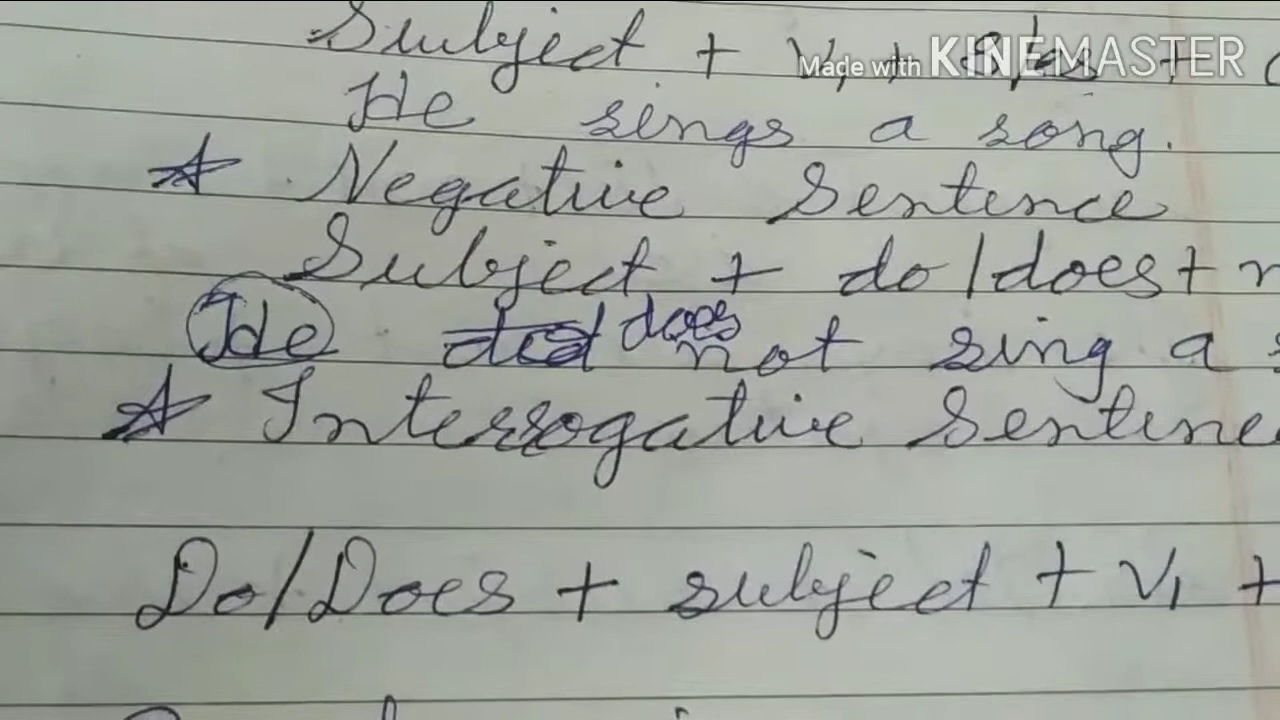 Subject + V1 + s/es +
Made with KINEMASTER
He sings a song.
☆ Negative Sentence
Subject + do/does + n
He does not sing a s
☆ Interrogative Sentence
Do/Does + subject + V1 +